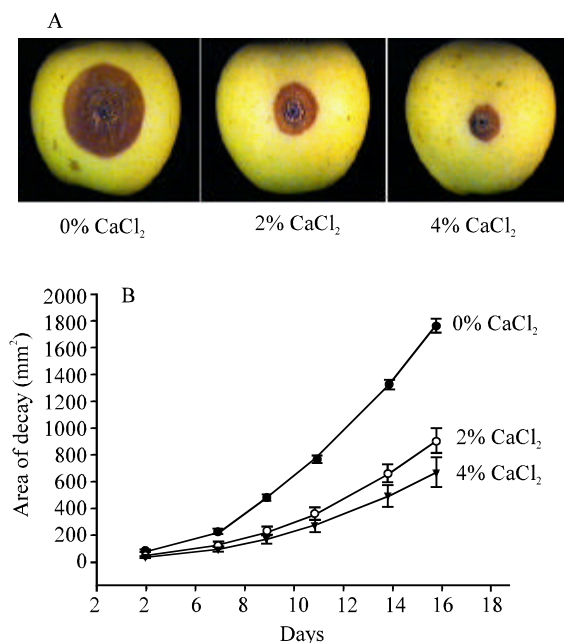 A
0% CaCl₂
2% CaCl₂
4% CaCl₂
B
2000
1800
1600
1400
1200
1000
800
600
400
200
0
Area of decay (mm²)
0% CaCl₂
2% CaCl₂
4% CaCl₂
2 2 6 8 10 12 14 16 18
Days